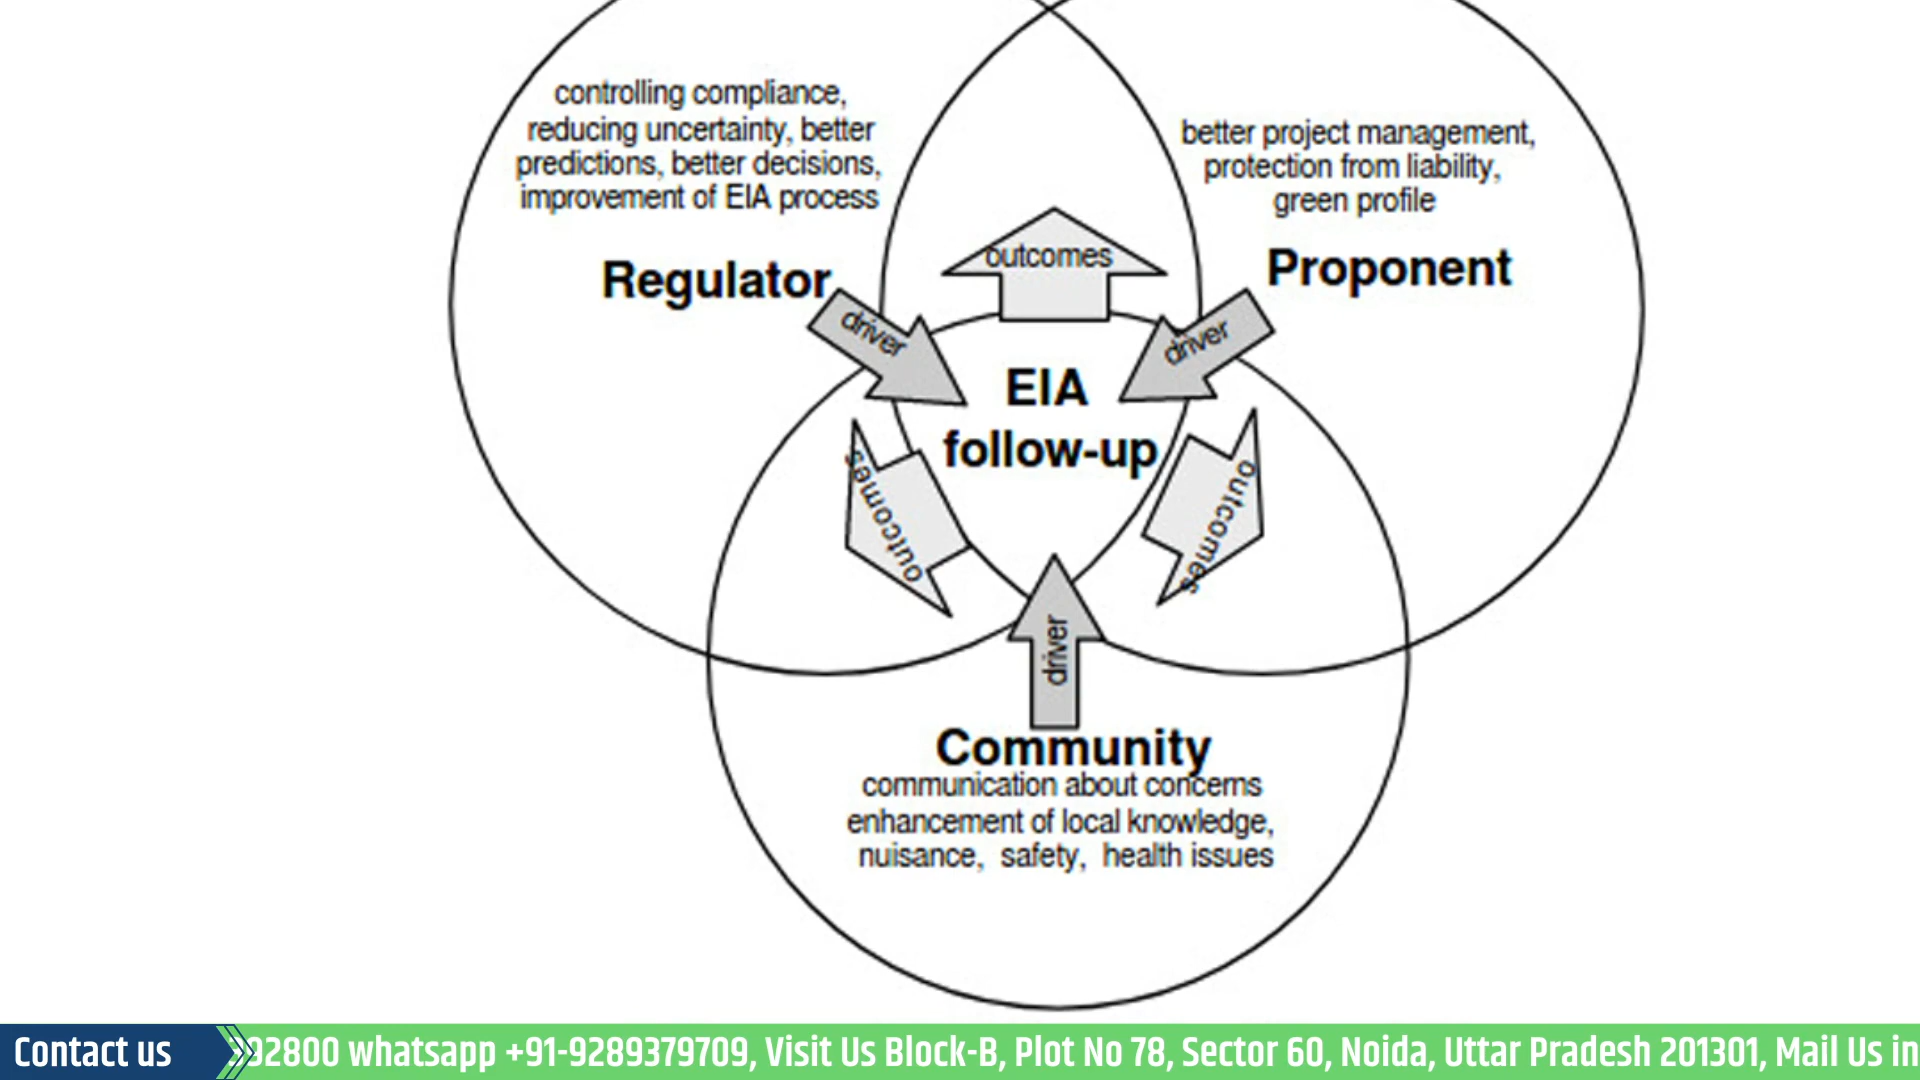 controlling compliance,
reducing uncertainty, better
predictions, better decisions,
improvement of EIA process
Regulator
better project management,
protection from liability,
green profile
Proponent
outcomes
driver
driver
EIA
follow-up
outcomes
outcomes
driver
Community
communication about concerns
enhancement of local knowledge,
nuisance, safety, health issues
Contact us
92800 whatsapp +91-9289379709, Visit Us Block-B, Plot No 78, Sector 60, Noida, Uttar Pradesh 201301, Mail Us in